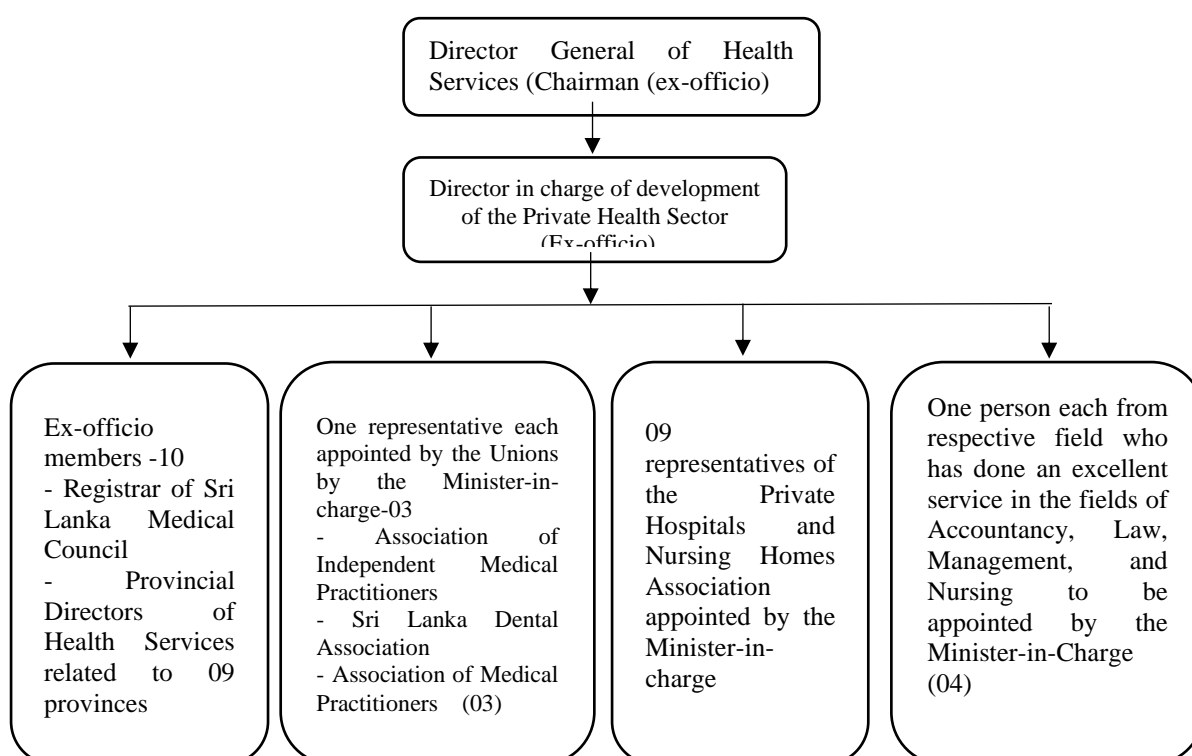 Director General of Health
Services (Chairman (ex-officio)
Director in charge of development
of the Private Health Sector
(Ex-officio)
Ex-officio
members -10
- Registrar of Sri
Lanka Medical
Council
- Provincial
Directors of
Health Services
related to 09
provinces
One representative each
appointed by the Unions
by the Minister-in-
charge-03
- Association of
Independent Medical
Practitioners
- Sri Lanka Dental
Association
- Association of Medical
Practitioners (03)
09
representatives of
the Private
Hospitals and
Nursing Homes
Association
appointed by the
Minister-in-
charge
One person each from
respective field who
has done an excellent
service in the fields of
Accountancy, Law,
Management, and
Nursing to be
appointed by the
Minister-in-Charge
(04)